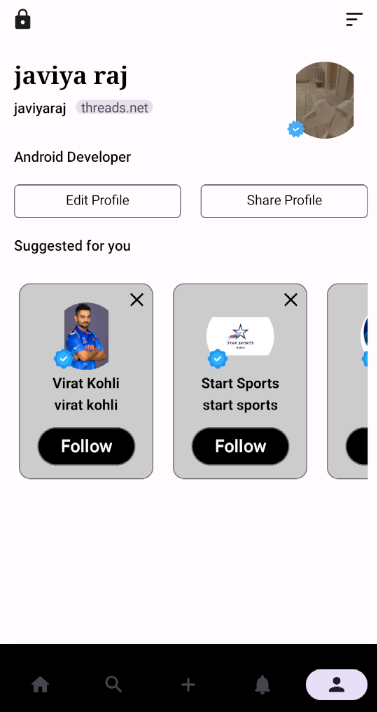 javiya raj
javiyaraj threads.net
Android Developer
Edit Profile Share Profile
Suggested for you
STAR SPORTS
Virat Kohli Start Sports
virat kohli start sports
Follow Follow